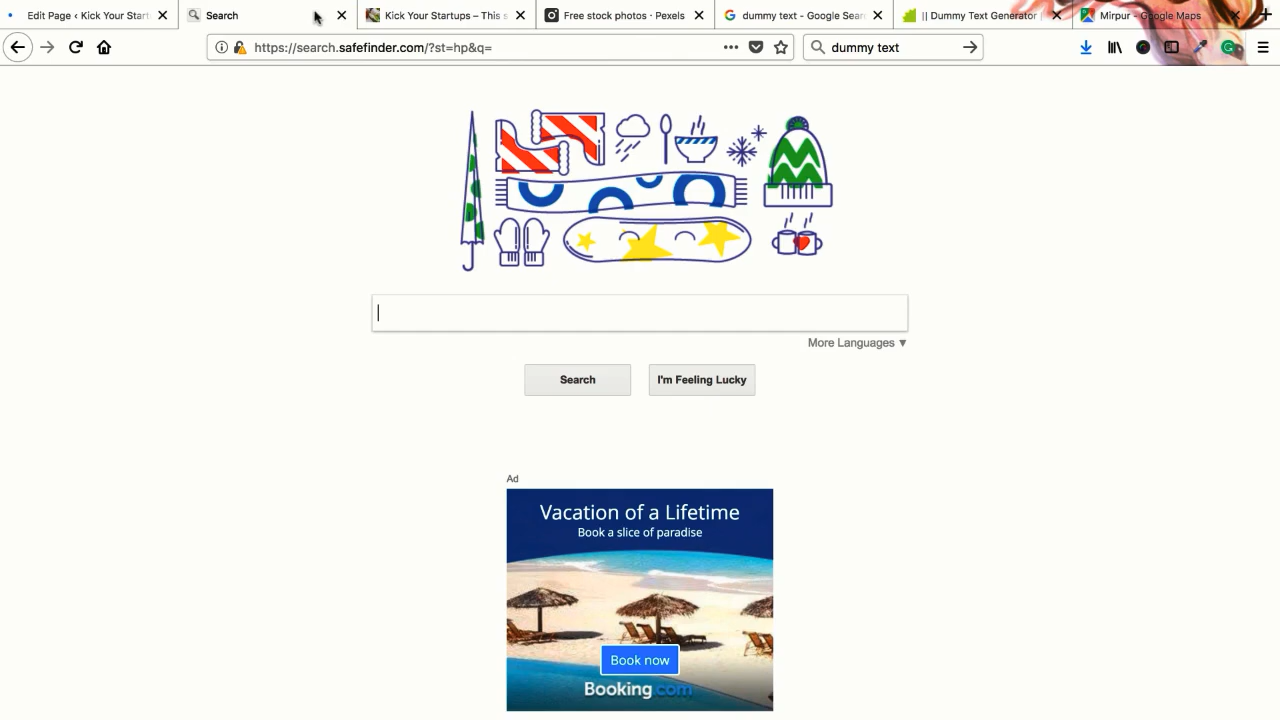 Edit Page ‹ Kick Your Start
Search
Kick Your Startups – This s
Free stock photos · Pexels
dummy text - Google Sear
|| Dummy Text Generator |
Mirpur - Google Maps
https://search.safefinder.com/?st=hp&q=
dummy text
More Languages ▼
Search
I'm Feeling Lucky
Ad
Vacation of a Lifetime
Book a slice of paradise
Book now
Booking.com